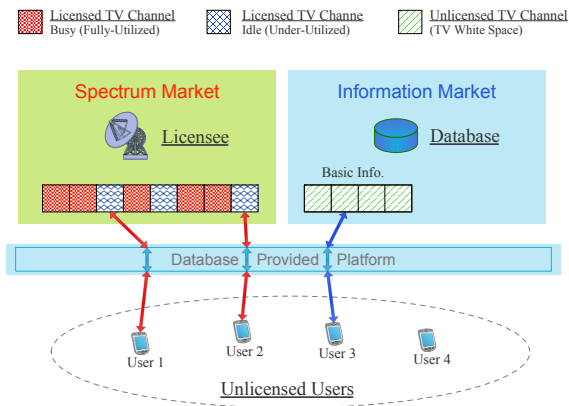 Licensed TV Channel
Busy (Fully-Utilized)
Licensed TV Channe
Idle (Under-Utilized)
Unlicensed TV Channel
(TV White Space)
Spectrum Market
Information Market
Licensee
Database
Basic Info.
Database Provided Platform
User 1
User 2
User 3
User 4
Unlicensed Users